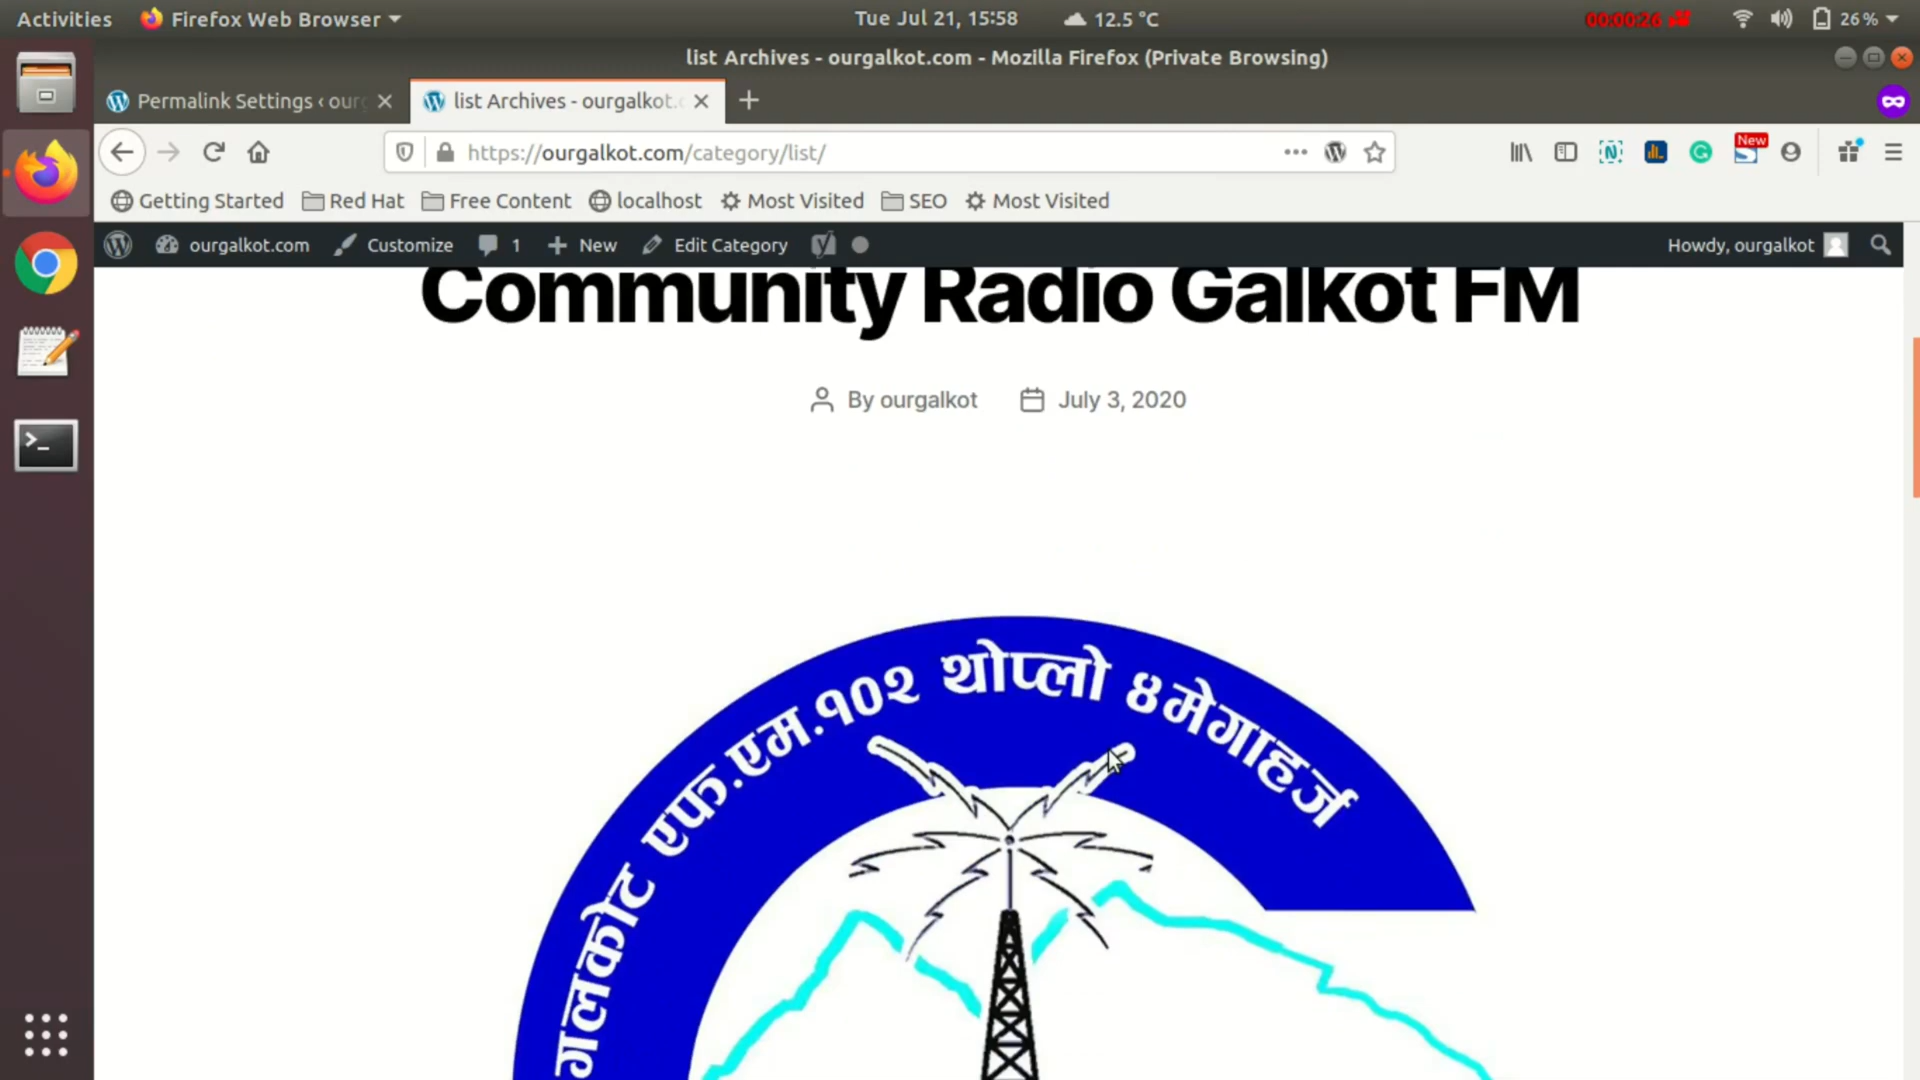 Activities Firefox Web Browser Tue Jul 21, 15:58 12.5 °C 00:00:26 26 %
list Archives - ourgalkot.com - Mozilla Firefox (Private Browsing)
Permalink Settings ‹ our list Archives - ourgalkot.
https://ourgalkot.com/category/list/ New
Getting Started Red Hat Free Content localhost Most Visited SEO Most Visited
ourgalkot.com Customize 1 New Edit Category Howdy, ourgalkot
Community Radio Galkot FM
By ourgalkot July 3, 2020
गलकोट एफ.एम.१०२ थोप्लो ४मेगाहर्ज